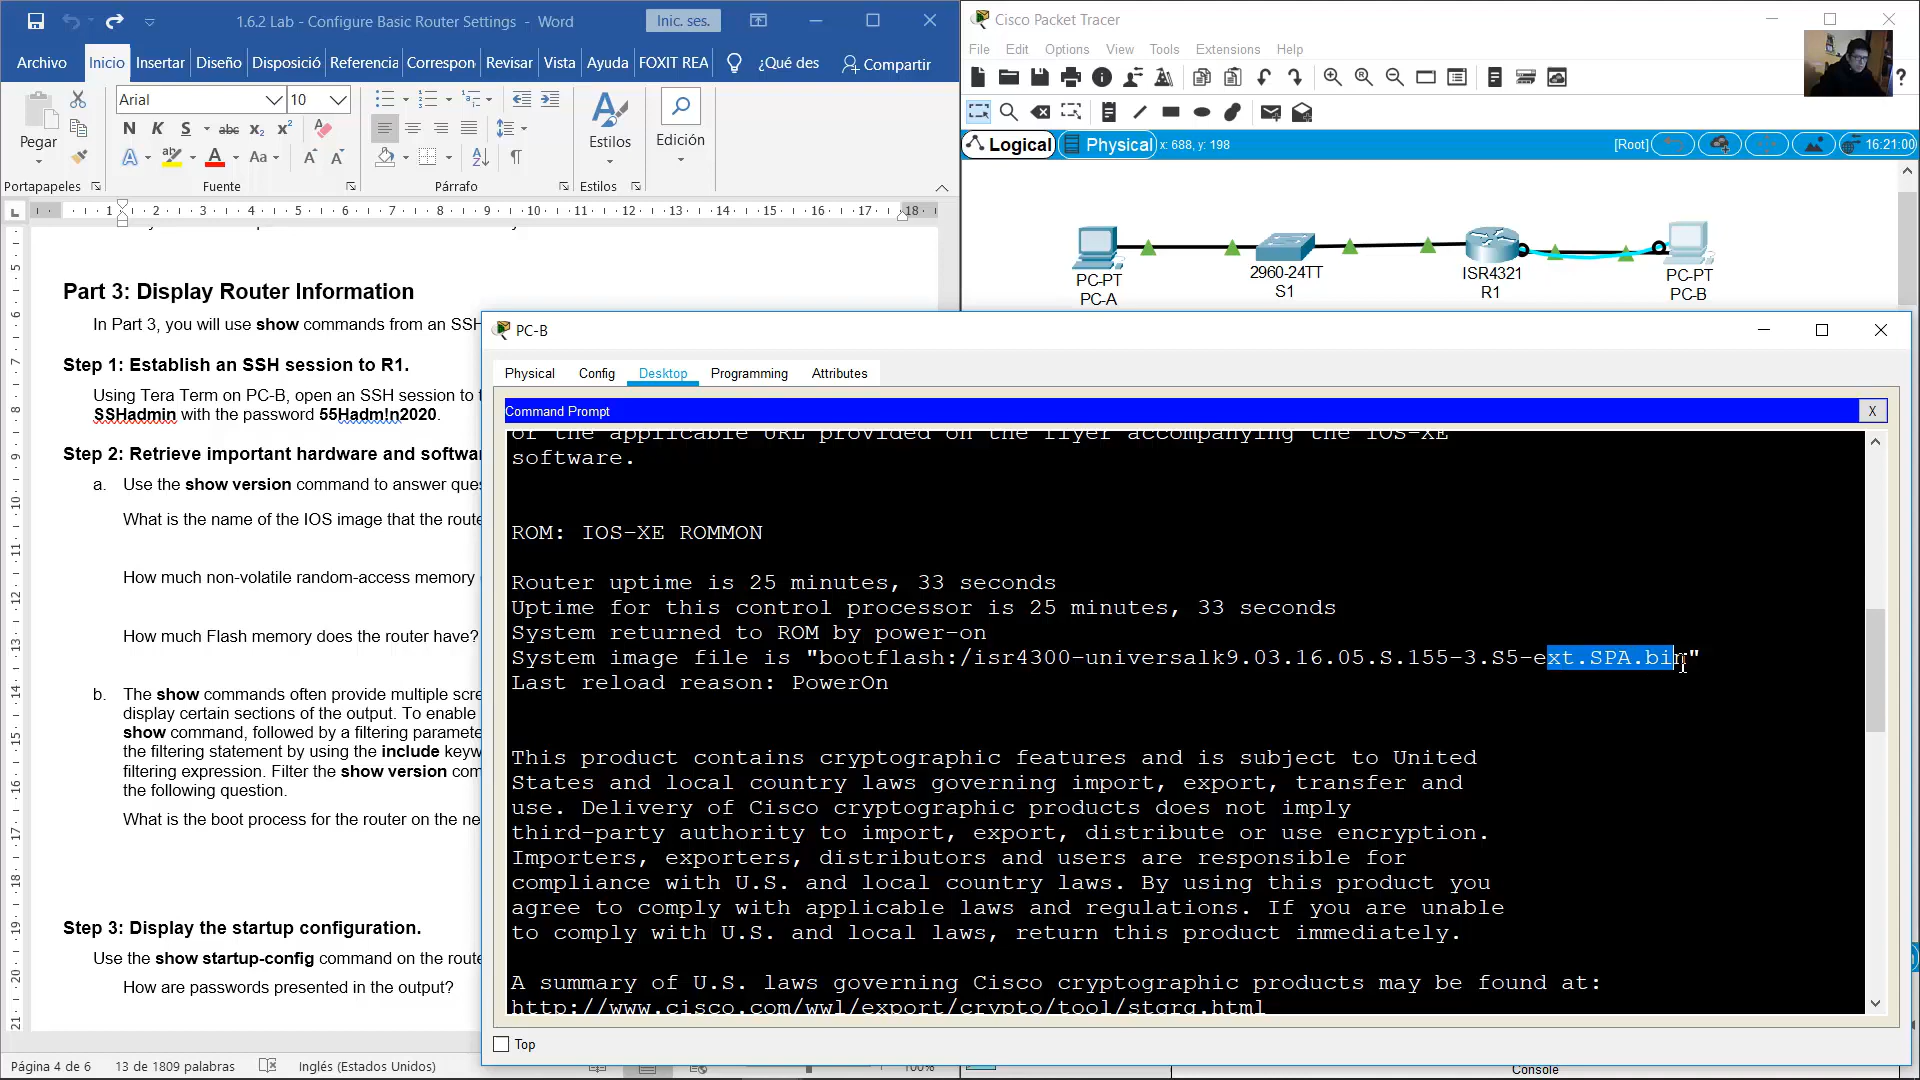 1.6.2 Lab - Configure Basic Router Settings - Word
Inic. ses.
Archivo Inicio Insertar Diseño Disposició Referencia Correspon Revisar Vista Ayuda FOXIT REA ¿Qué des Compartir
Arial 10
N K S abc x₂ x²
Pegar Estilos Edición
Portapapeles Fuente Párrafo Estilos
Part 3: Display Router Information
In Part 3, you will use show commands from an SSH
Step 1: Establish an SSH session to R1.
Using Tera Term on PC-B, open an SSH session to
SSHadmin with the password 55Hadm!n2020.
Step 2: Retrieve important hardware and softwa
a. Use the show version command to answer que
What is the name of the IOS image that the route
How much non-volatile random-access memory
How much Flash memory does the router have?
b. The show commands often provide multiple scre
display certain sections of the output. To enable
show command, followed by a filtering paramete
the filtering statement by using the include keyw
filtering expression. Filter the show version com
the following question.
What is the boot process for the router on the ne
Step 3: Display the startup configuration.
Use the show startup-config command on the route
How are passwords presented in the output?
Página 4 de 6 13 de 1809 palabras Inglés (Estados Unidos) 100%
Cisco Packet Tracer
File Edit Options View Tools Extensions Help
Logical Physical x: 688, y: 198 [Root] 16:21:00
PC-PT
PC-A
2960-24TT
S1
ISR4321
R1
PC-PT
PC-B
PC-B
Physical Config Desktop Programming Attributes
Command Prompt X
or the applicable URL provided on the flyer accompanying the IOS-XE
software.
ROM: IOS-XE ROMMON
Router uptime is 25 minutes, 33 seconds
Uptime for this control processor is 25 minutes, 33 seconds
System returned to ROM by power-on
System image file is "bootflash:/isr4300-universalk9.03.16.05.S.155-3.S5-ext.SPA.bin"
Last reload reason: PowerOn
This product contains cryptographic features and is subject to United
States and local country laws governing import, export, transfer and
use. Delivery of Cisco cryptographic products does not imply
third-party authority to import, export, distribute or use encryption.
Importers, exporters, distributors and users are responsible for
compliance with U.S. and local country laws. By using this product you
agree to comply with applicable laws and regulations. If you are unable
to comply with U.S. and local laws, return this product immediately.
A summary of U.S. laws governing Cisco cryptographic products may be found at:
http://www.cisco.com/wwl/export/crypto/tool/stqrg.html
Top
Console